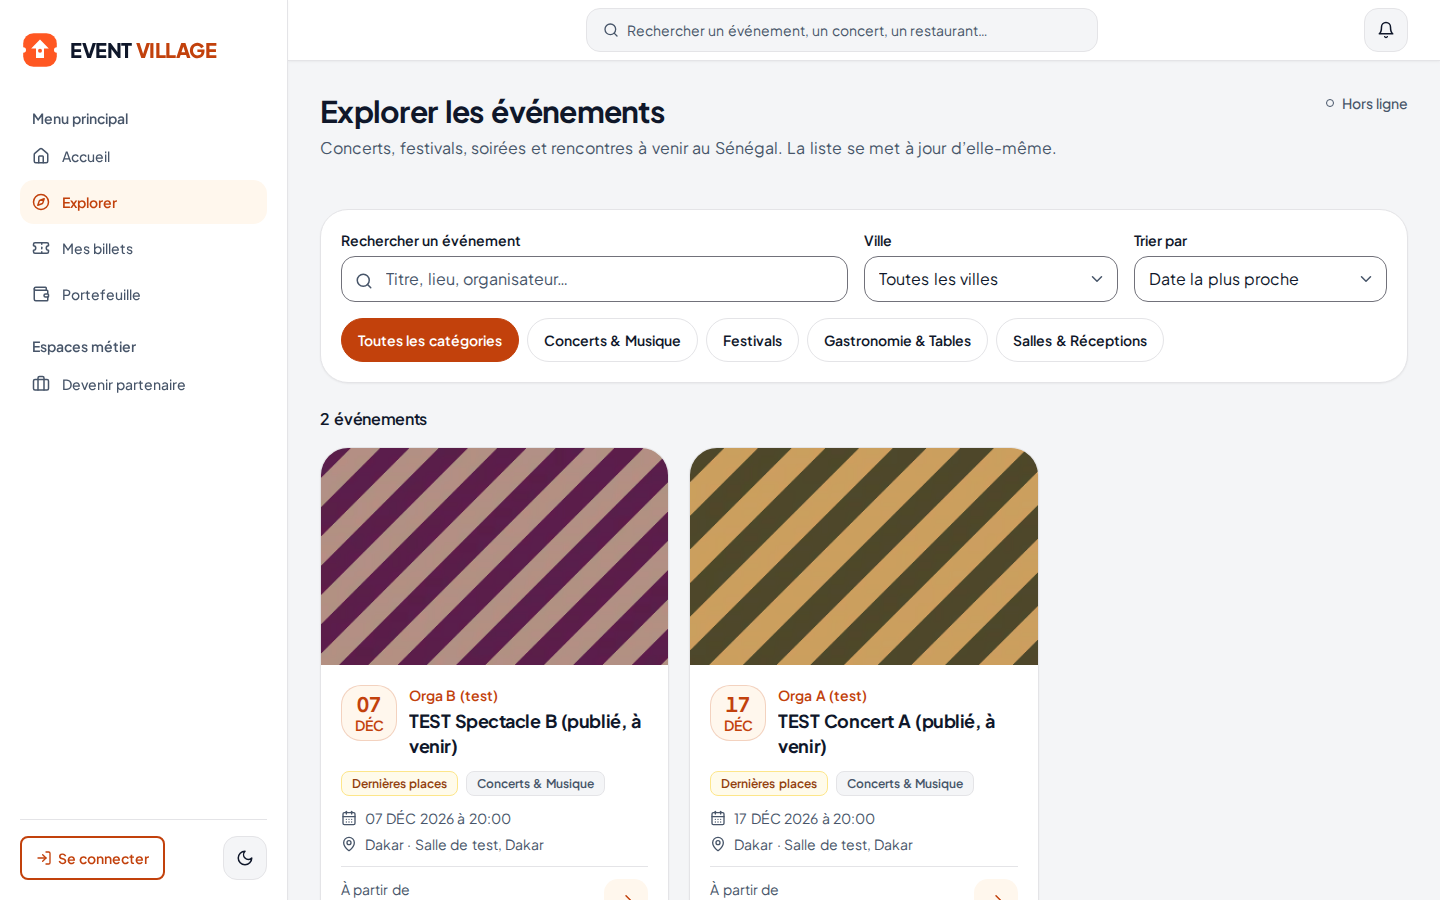 EVENT VILLAGE
Rechercher un événement, un concert, un restaurant...
Menu principal
Accueil
Explorer
Mes billets
Portefeuille
Espaces métier
Devenir partenaire
Se connecter
Explorer les événements
Hors ligne
Concerts, festivals, soirées et rencontres à venir au Sénégal. La liste se met à jour d’elle-même.
Rechercher un événement
Ville
Trier par
Titre, lieu, organisateur...
Toutes les villes
Date la plus proche
Toutes les catégories
Concerts & Musique
Festivals
Gastronomie & Tables
Salles & Réceptions
2 événements
07
DÉC
Orga B (test)
TEST Spectacle B (publié, à
venir)
Dernières places
Concerts & Musique
07 DÉC 2026 à 20:00
Dakar · Salle de test, Dakar
À partir de
17
DÉC
Orga A (test)
TEST Concert A (publié, à
venir)
Dernières places
Concerts & Musique
17 DÉC 2026 à 20:00
Dakar · Salle de test, Dakar
À partir de